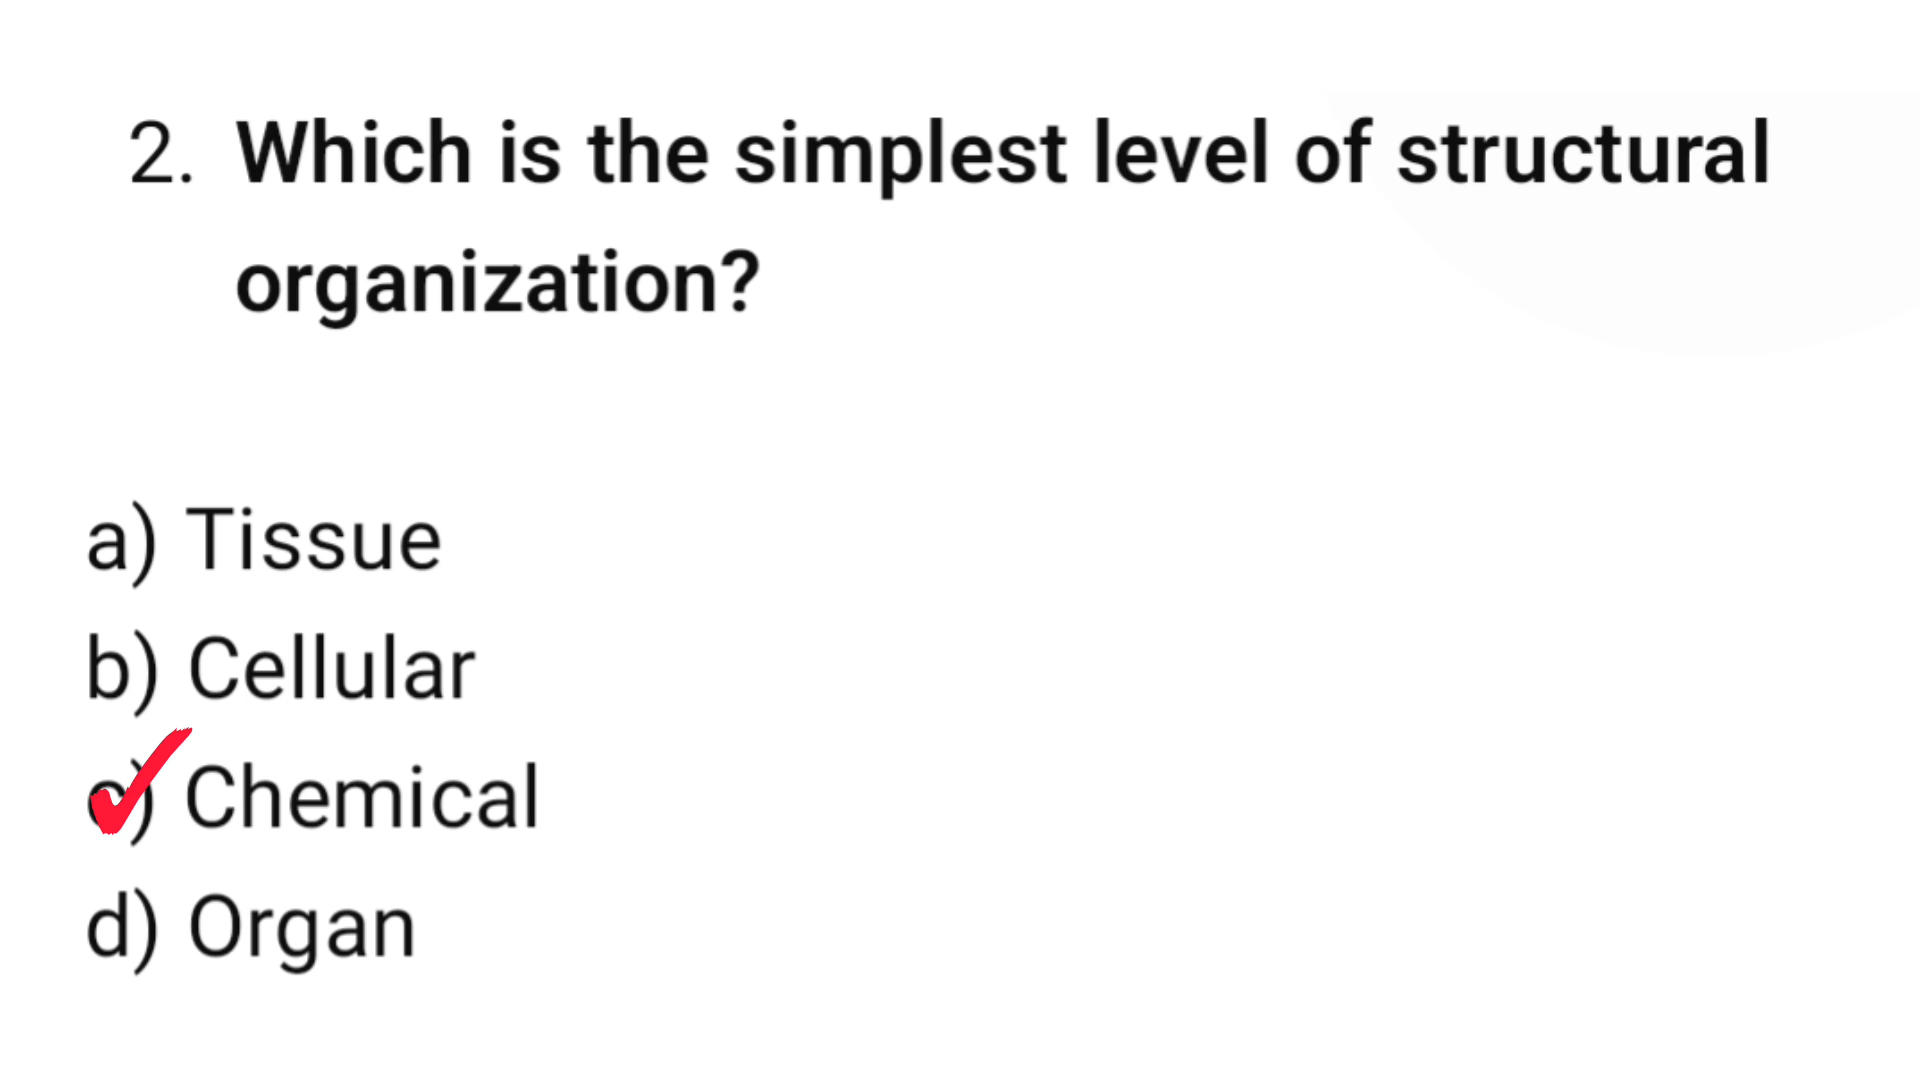 2. Which is the simplest level of structural
organization?
a) Tissue
b) Cellular
c) Chemical
d) Organ